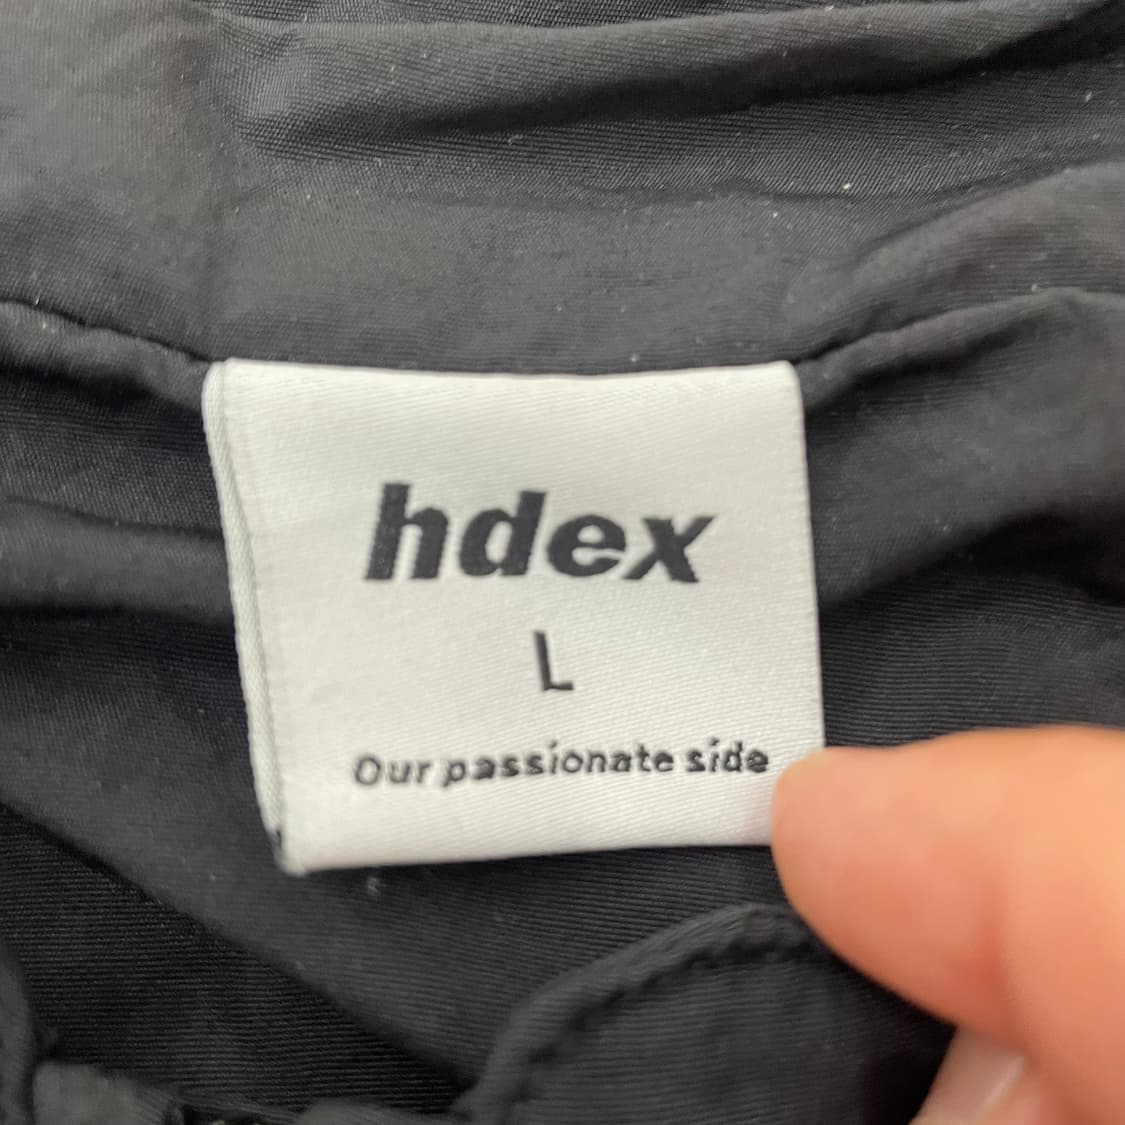 hdex
L
Our passionate side